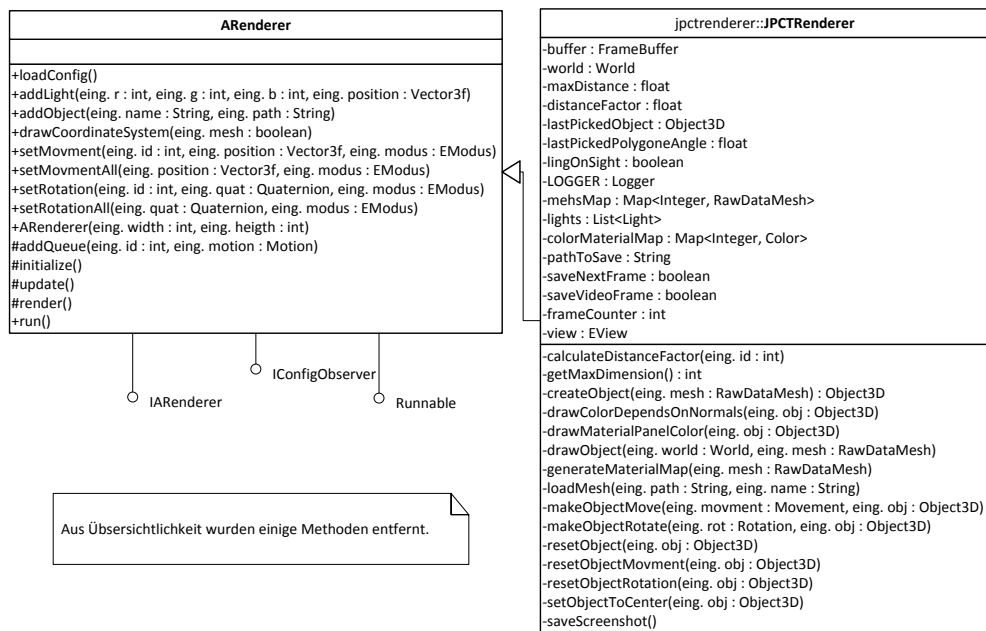 ARenderer
+loadConfig()
+addLight(eing. r : int, eing. g : int, eing. b : int, eing. position : Vector3f)
+addObject(eing. name : String, eing. path : String)
+drawCoordinateSystem(eing. mesh : boolean)
+setMovment(eing. id : int, eing. position : Vector3f, eing. modus : EModus)
+setMovmentAll(eing. position : Vector3f, eing. modus : EModus)
+setRotation(eing. id : int, eing. quat : Quaternion, eing. modus : EModus)
+setRotationAll(eing. quat : Quaternion, eing. modus : EModus)
+ARenderer(eing. width : int, eing. heigth : int)
#addQueue(eing. id : int, eing. motion : Motion)
#initialize()
#update()
#render()
+run()
IARenderer
IConfigObserver
Runnable
Aus Übsersichtlichkeit wurden einige Methoden entfernt.
jpctrenderer::JPCTRenderer
-buffer : FrameBuffer
-world : World
-maxDistance : float
-distanceFactor : float
-lastPickedObject : Object3D
-lastPickedPolygoneAngle : float
-lingOnSight : boolean
-LOGGER : Logger
-mehsMap : Map<Integer, RawDataMesh>
-lights : List<Light>
-colorMaterialMap : Map<Integer, Color>
-pathToSave : String
-saveNextFrame : boolean
-saveVideoFrame : boolean
-frameCounter : int
-view : EView
-calculateDistanceFactor(eing. id : int)
-getMaxDimension() : int
-createObject(eing. mesh : RawDataMesh) : Object3D
-drawColorDependsOnNormals(eing. obj : Object3D)
-drawMaterialPanelColor(eing. obj : Object3D)
-drawObject(eing. world : World, eing. mesh : RawDataMesh)
-generateMaterialMap(eing. mesh : RawDataMesh)
-loadMesh(eing. path : String, eing. name : String)
-makeObjectMove(eing. movment : Movement, eing. obj : Object3D)
-makeObjectRotate(eing. rot : Rotation, eing. obj : Object3D)
-resetObject(eing. obj : Object3D)
-resetObjectMovment(eing. obj : Object3D)
-resetObjectRotation(eing. obj : Object3D)
-setObjectToCenter(eing. obj : Object3D)
-saveScreenshot()